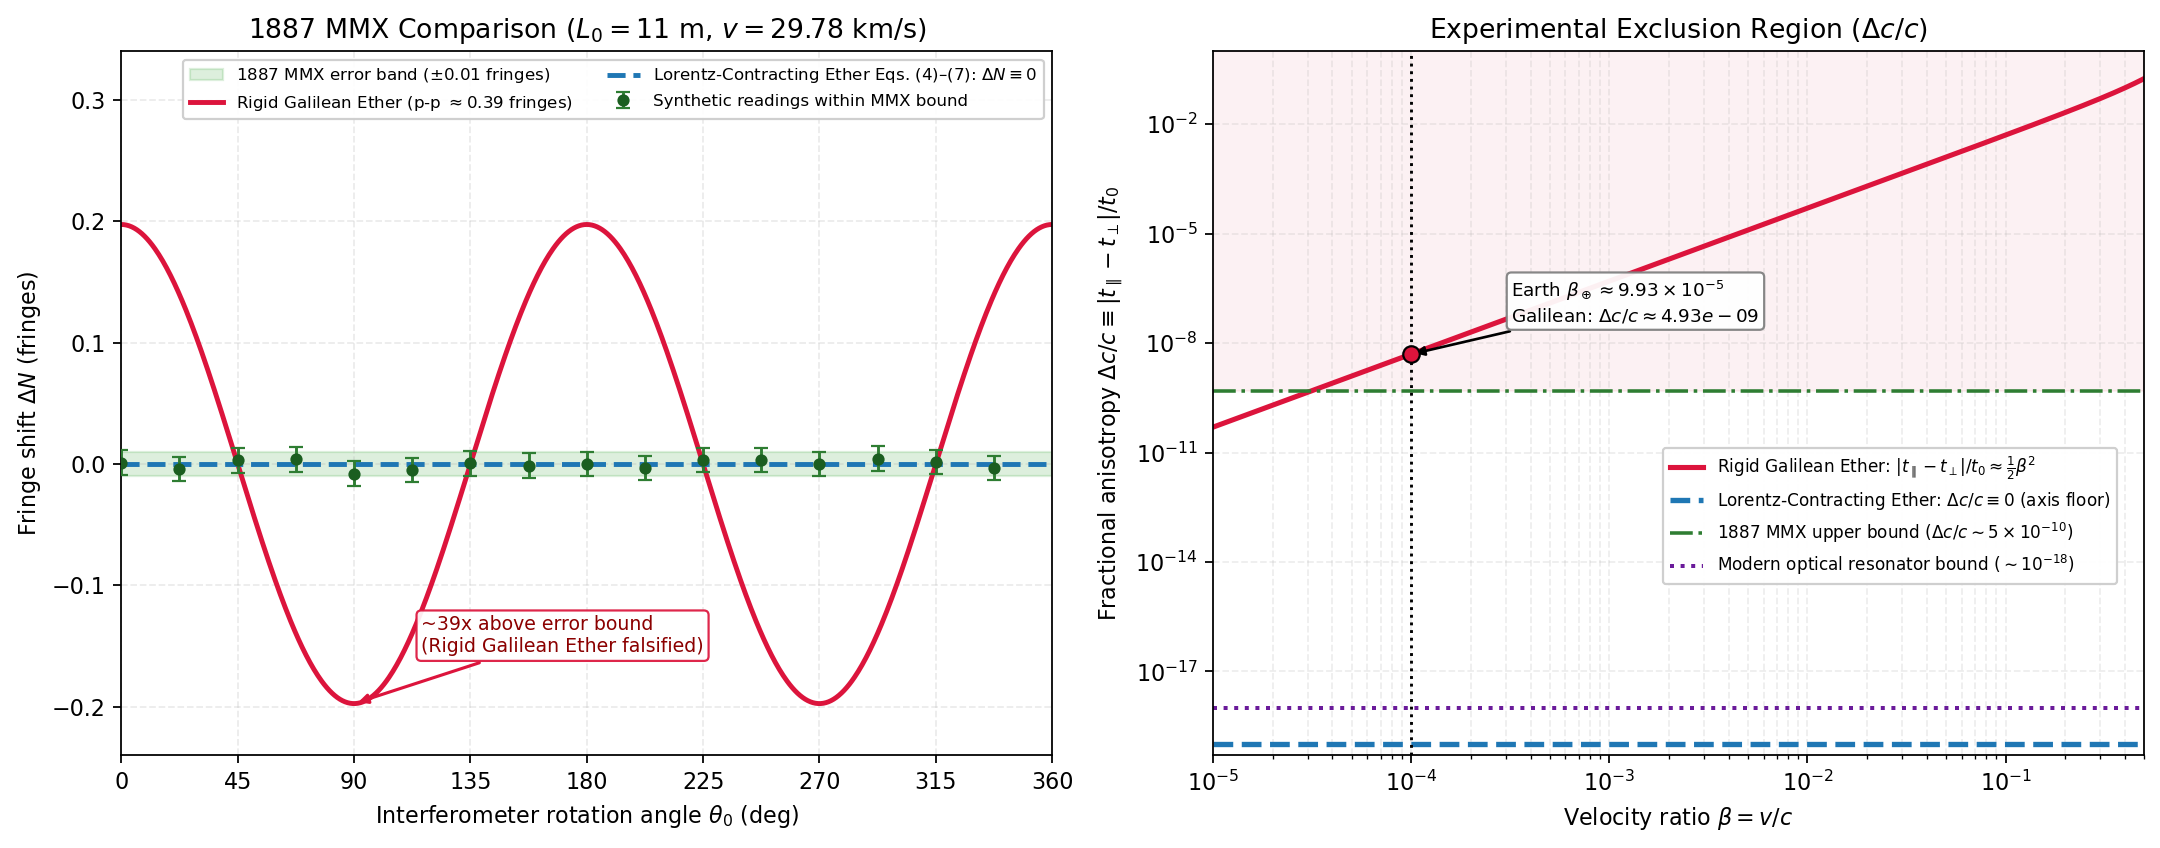 1887 MMX Comparison (L₀ = 11 m, v = 29.78 km/s)
1887 MMX error band (±0.01 fringes)
Rigid Galilean Ether (p-p ≈ 0.39 fringes)
Lorentz-Contracting Ether Eqs. (4)–(7): ΔN ≡ 0
Synthetic readings within MMX bound
Fringe shift ΔN (fringes)
0.3
0.2
0.1
0.0
−0.1
−0.2
~39x above error bound
(Rigid Galilean Ether falsified)
0 45 90 135 180 225 270 315 360
Interferometer rotation angle θ₀ (deg)
Experimental Exclusion Region (Δc/c)
Fractional anisotropy Δc/c ≡ |t∥ − t⊥|/t₀
10⁻²
10⁻⁵
10⁻⁸
10⁻¹¹
10⁻¹⁴
10⁻¹⁷
Earth β⊕ ≈ 9.93 × 10⁻⁵
Galilean: Δc/c ≈ 4.93e − 09
Rigid Galilean Ether: |t∥ − t⊥|/t₀ ≈ ½β²
Lorentz-Contracting Ether: Δc/c ≡ 0 (axis floor)
1887 MMX upper bound (Δc/c ~ 5 × 10⁻¹⁰)
Modern optical resonator bound (~10⁻¹⁸)
10⁻⁵ 10⁻⁴ 10⁻³ 10⁻² 10⁻¹
Velocity ratio β = v/c